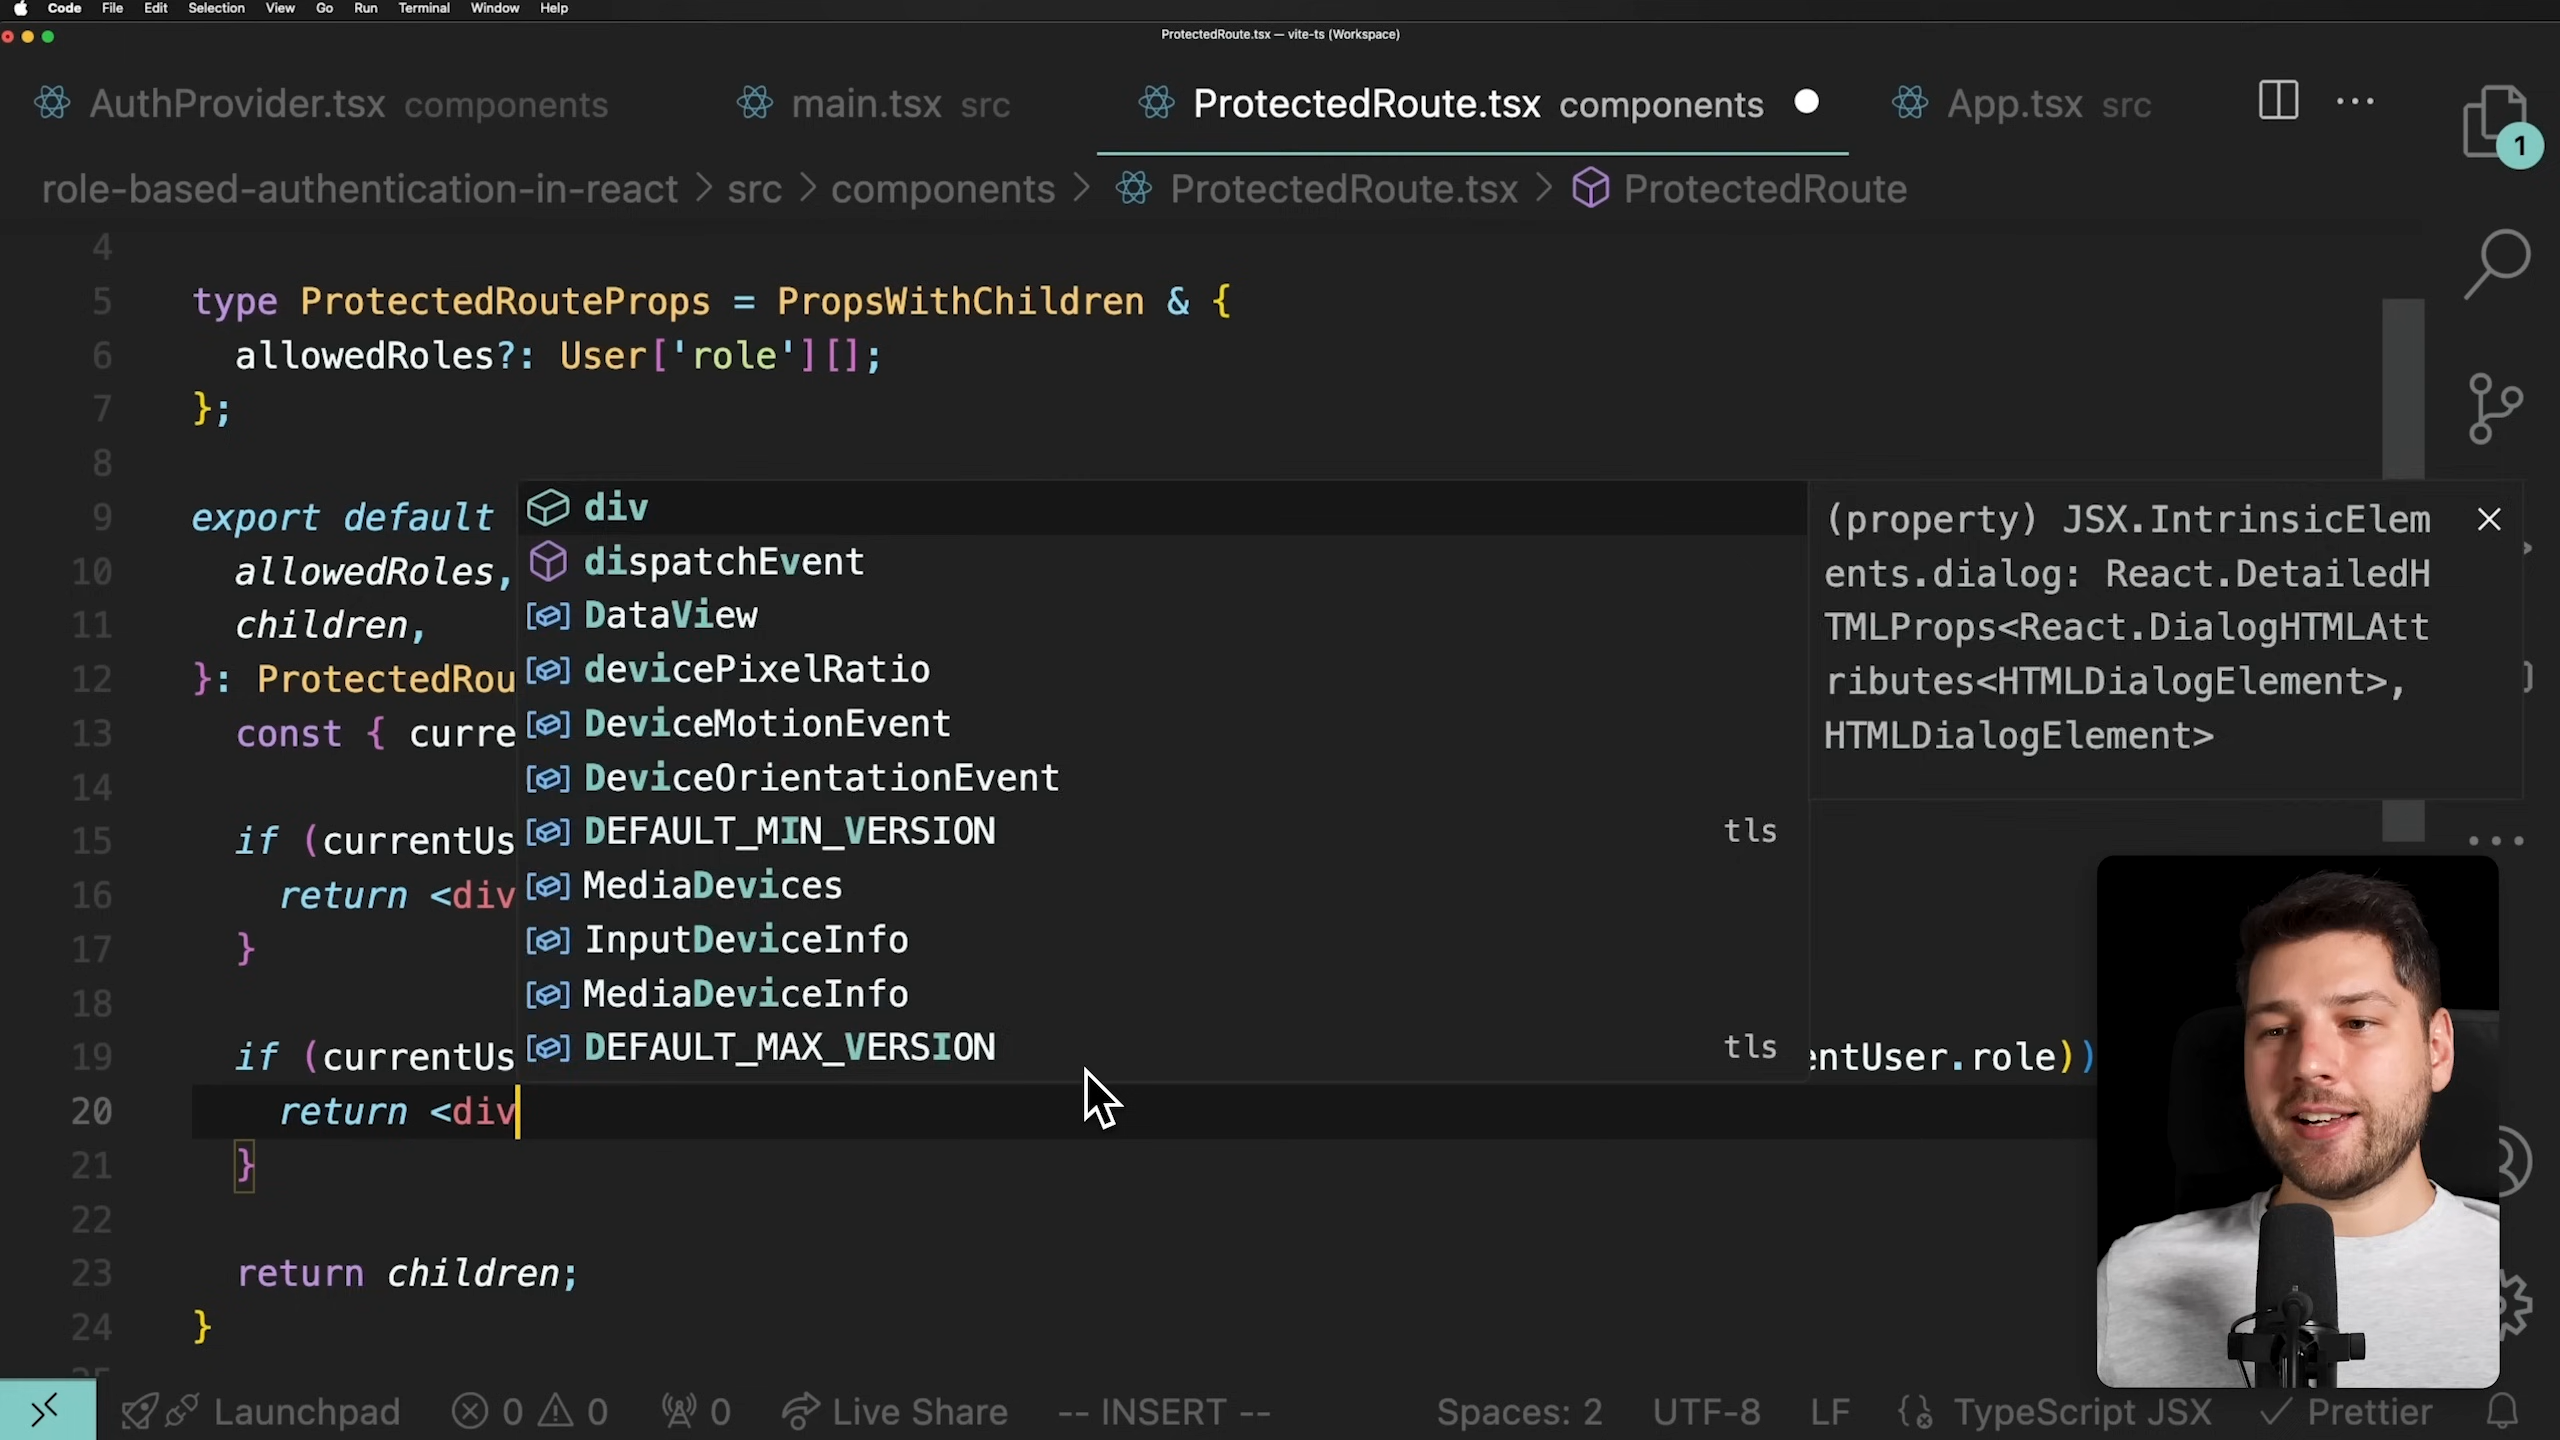 Code File Edit Selection View Go Run Terminal Window Help
ProtectedRoute.tsx — vite-ts (Workspace)
AuthProvider.tsx components main.tsx src ProtectedRoute.tsx components App.tsx src
1
role-based-authentication-in-react > src > components > ProtectedRoute.tsx > ProtectedRoute
4
5 type ProtectedRouteProps = PropsWithChildren & {
6 allowedRoles?: User['role'][];
7 };
8
9 export default
10 allowedRoles,
11 children,
12 }: ProtectedRou
13 const { curre
14
15 if (currentUs
16 return <div
17 }
18
19 if (currentUs
entUser.role))
20 return <div
21 }
22
23 return children;
24 }
div
dispatchEvent
DataView
devicePixelRatio
DeviceMotionEvent
DeviceOrientationEvent
DEFAULT_MIN_VERSION tls
MediaDevices
InputDeviceInfo
MediaDeviceInfo
DEFAULT_MAX_VERSION tls
(property) JSX.IntrinsicElem
ents.dialog: React.DetailedH
TMLProps<React.DialogHTMLAtt
ributes<HTMLDialogElement>,
HTMLDialogElement>
Launchpad 0 0 0 Live Share -- INSERT -- Spaces: 2 UTF-8 LF TypeScript JSX Prettier